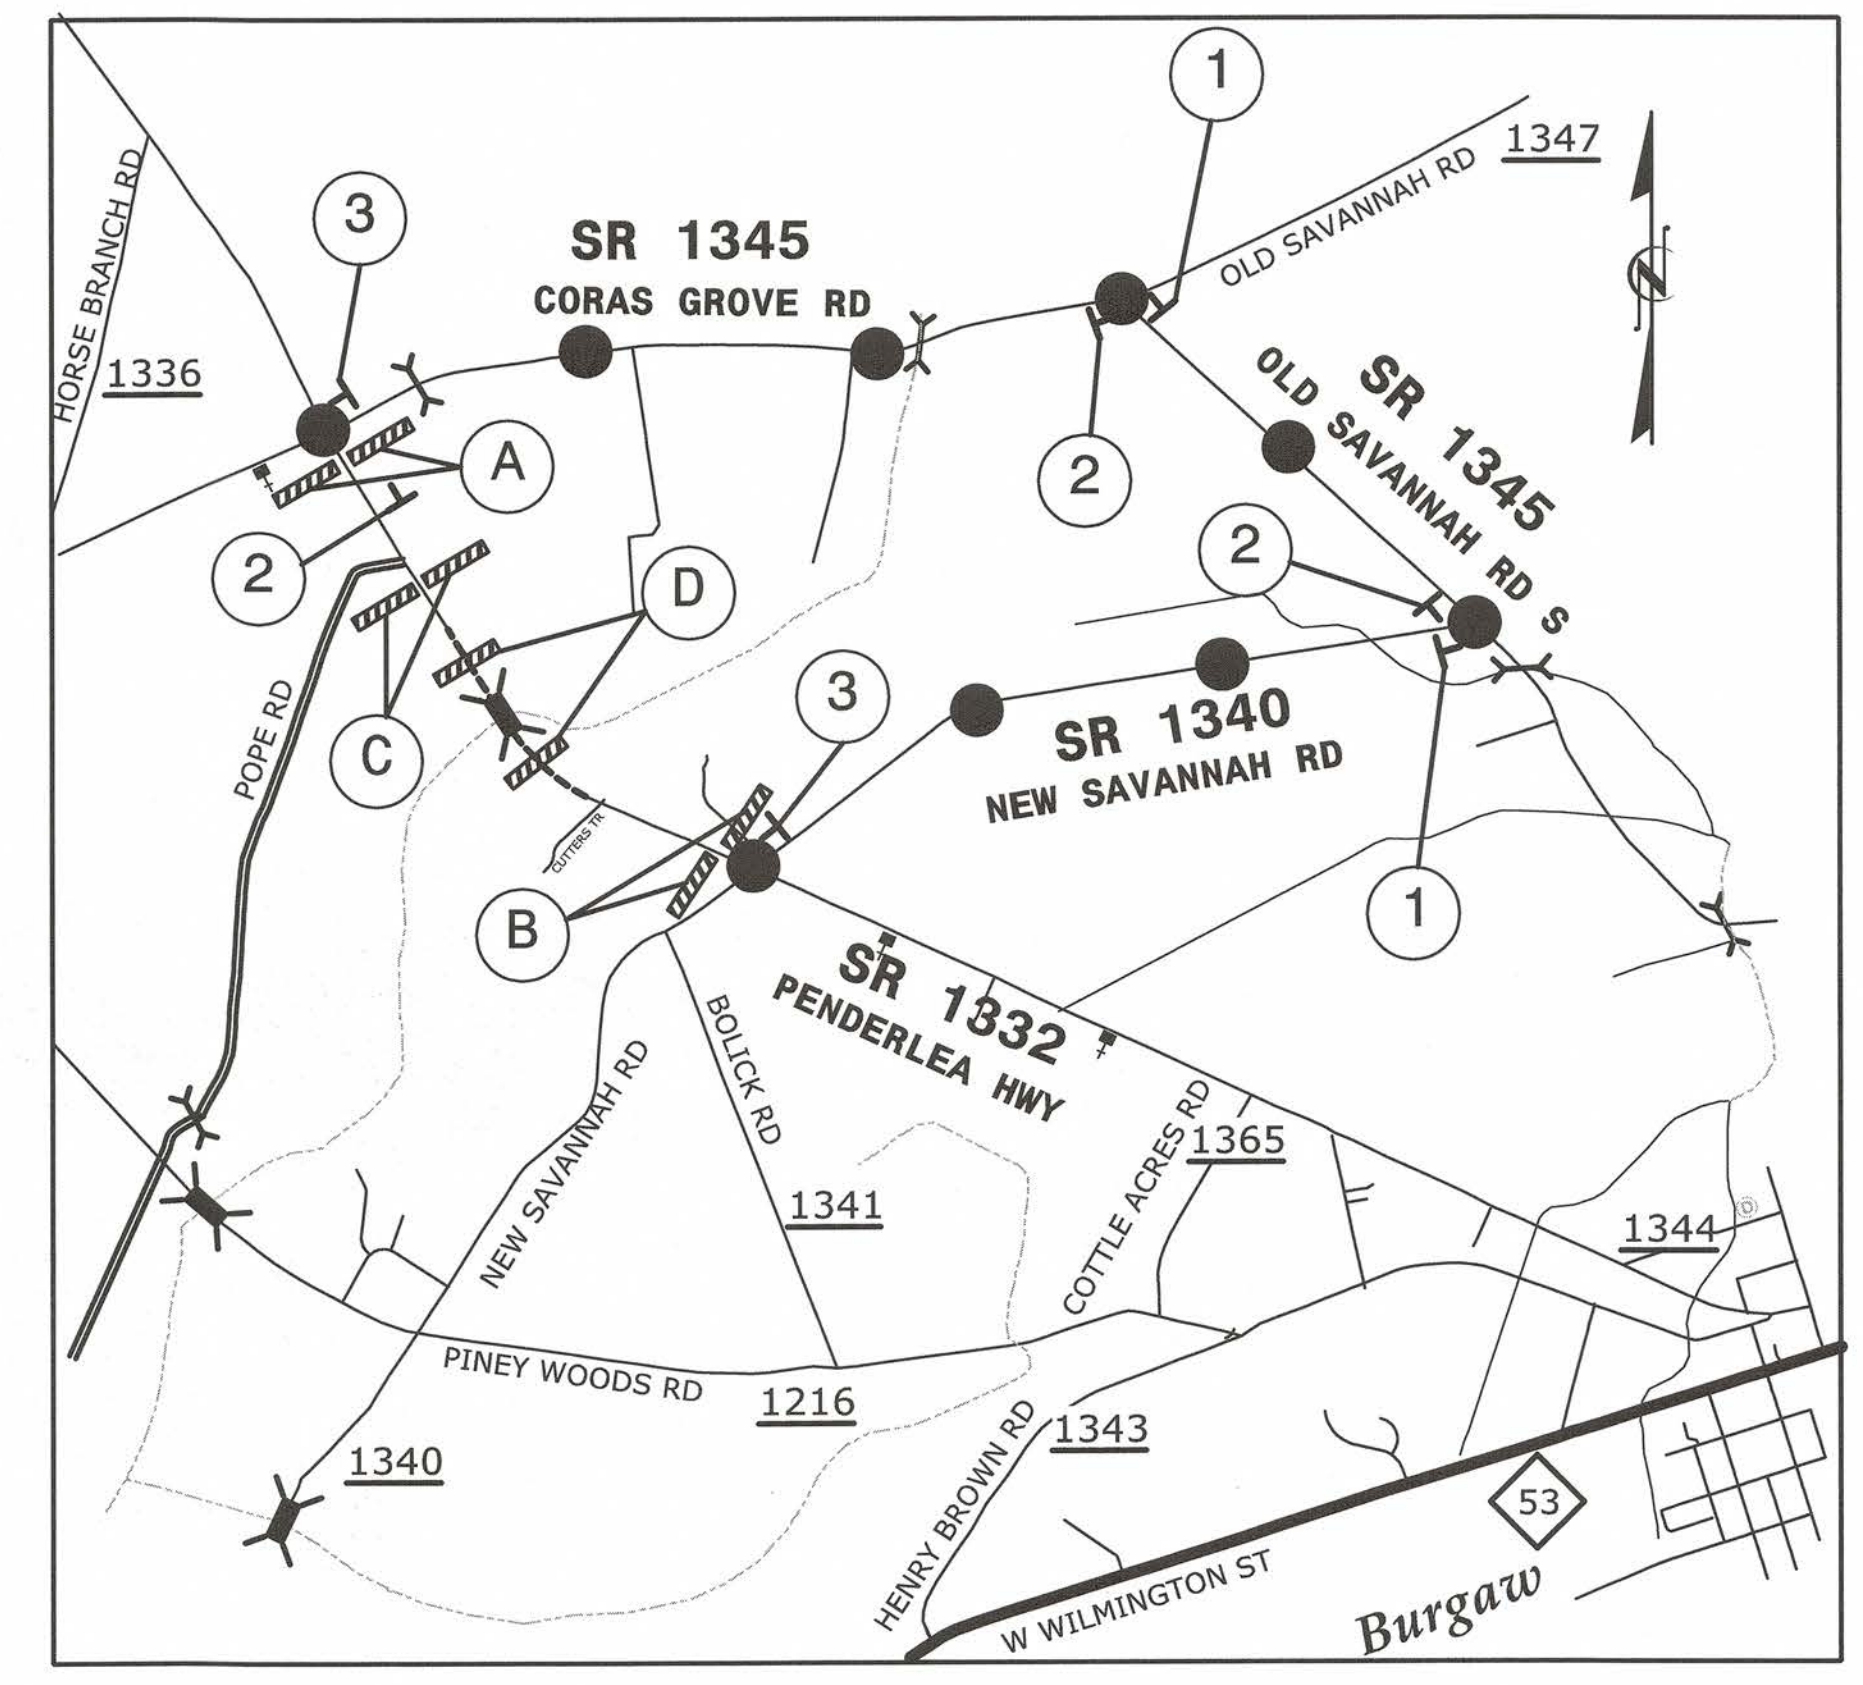 1
1347
OLD SAVANNAH RD
HORSE BRANCH RD
3
SR 1345
CORAS GROVE RD
N
1336
A
2
SR 1345
OLD SAVANNAH RD S
2
2
D
POPE RD
C
3
SR 1340
NEW SAVANNAH RD
CUTTERS TR
B
1
SR 1332
PENDERLEA HWY
BOLICK RD
NEW SAVANNAH RD
COTTLE ACRES RD
1365
1341
1344
D
PINEY WOODS RD
1216
1343
1340
HENRY BROWN RD
53
W WILMINGTON ST
Burgaw